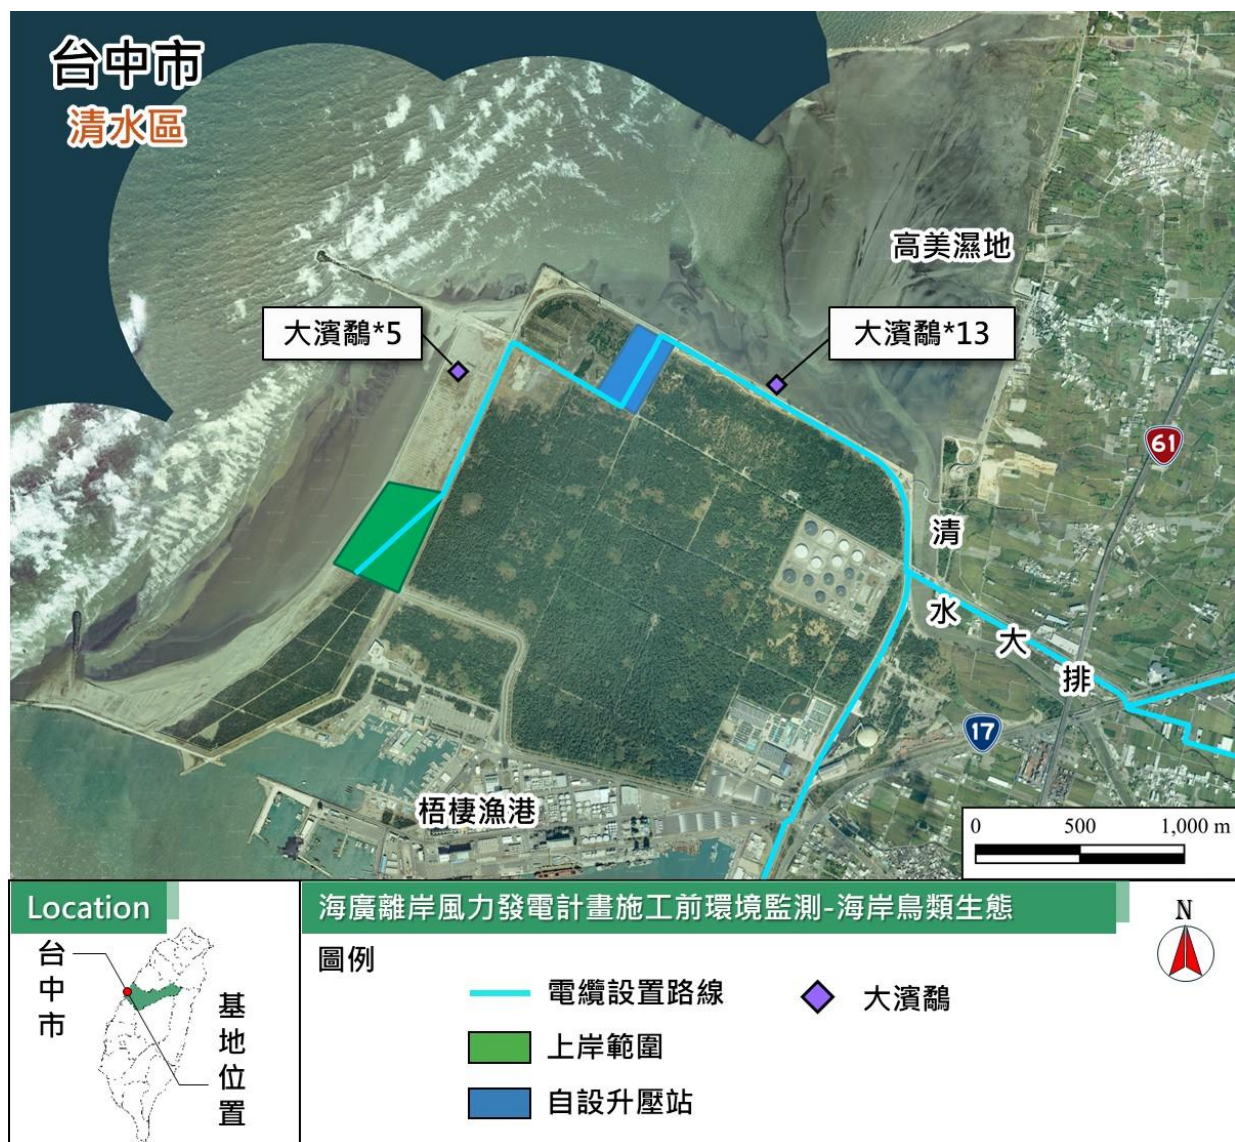 台中市
清水區
高美濕地
大濱鷸*5
大濱鷸*13
61
清水大排
17
梧棲漁港
0 500 1,000 m
Location
台中市
基地位置
海廣離岸風力發電計畫施工前環境監測-海岸鳥類生態
圖例
電纜設置路線
大濱鷸
上岸範圍
自設升壓站
N